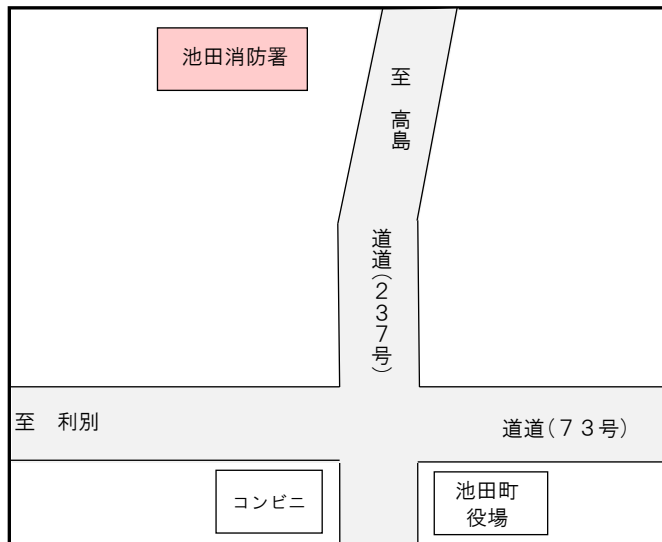 池田消防署
至　高島
道道(２３７号)
至　利別
道道(７３号)
コンビニ
池田町
役場